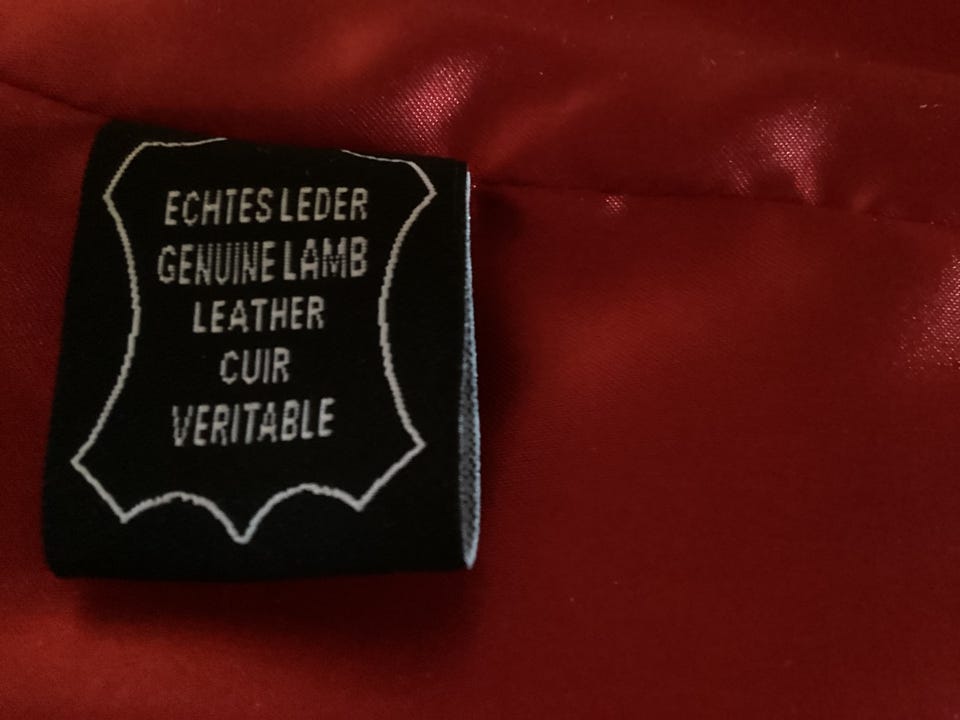 ECHTES LEDER
GENUINE LAMB
LEATHER
CUIR
VERITABLE